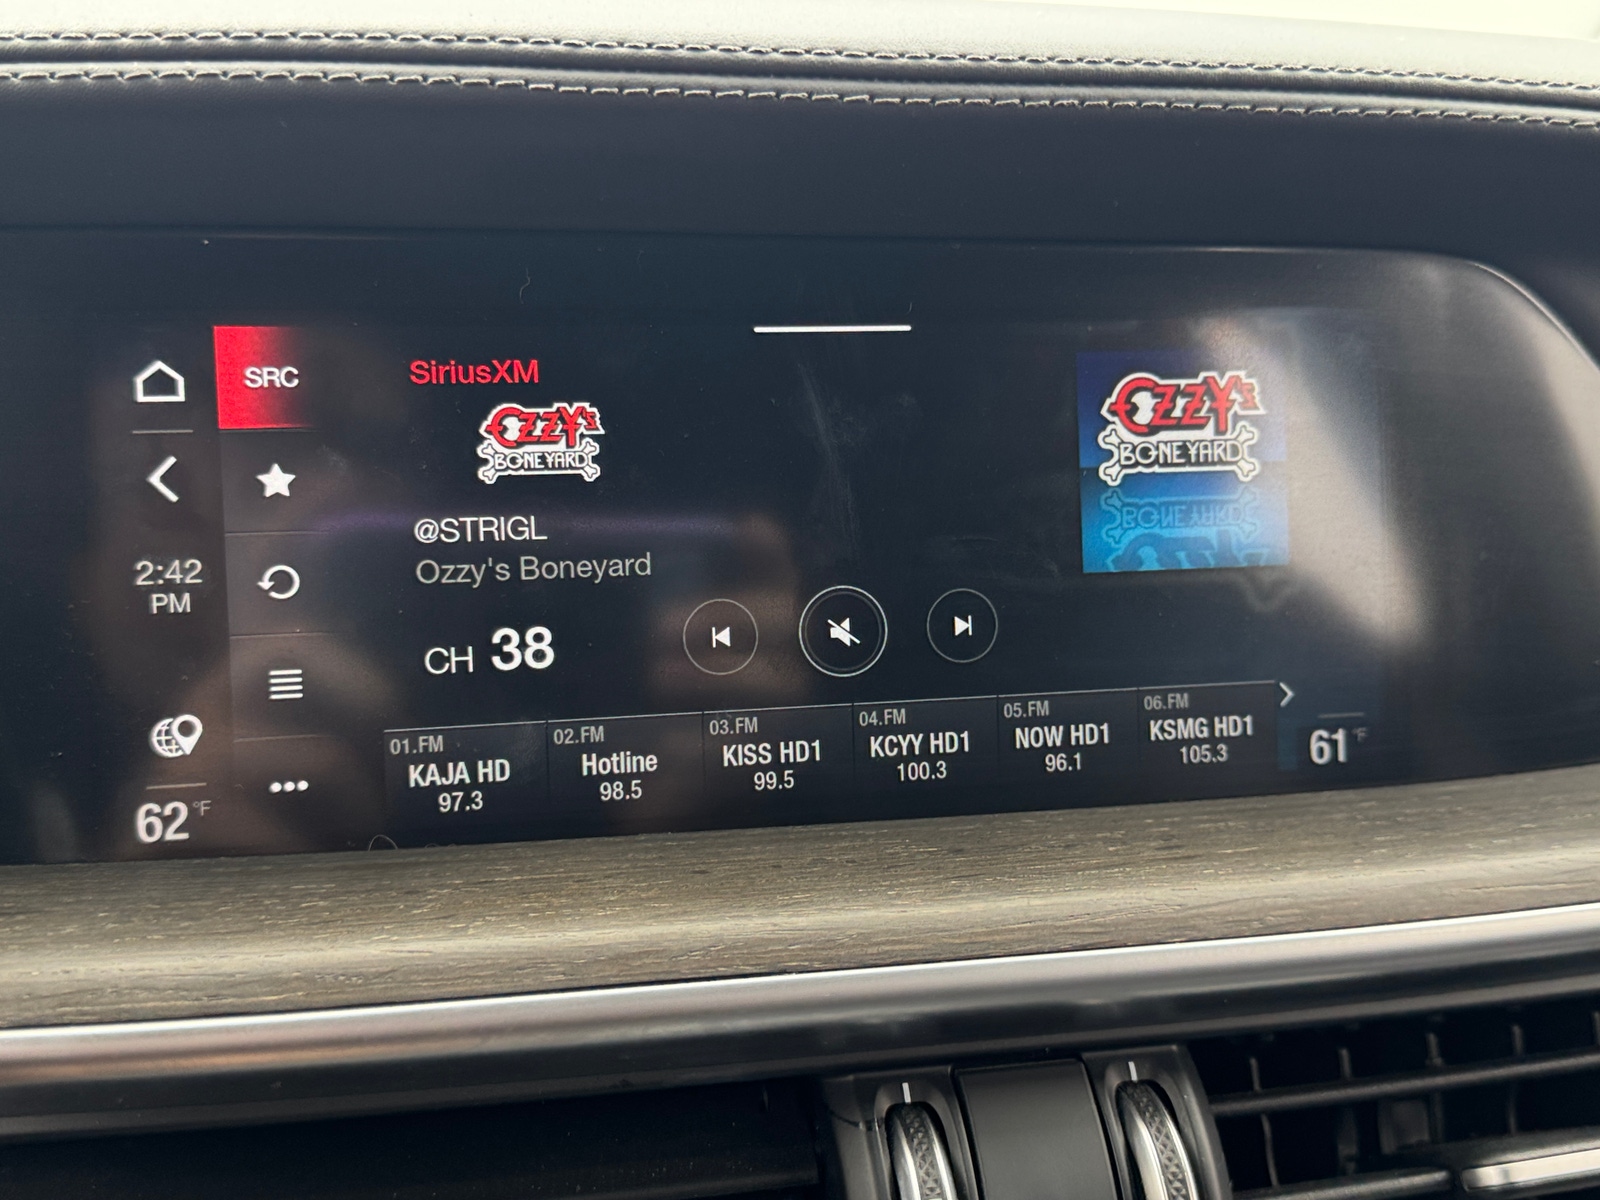 SRC
2:42
PM
62 °F
SiriusXM
Ozzy's
BONEYARD
@STRIGL
Ozzy's Boneyard
CH 38
Ozzy's
BONEYARD
01.FM
KAJA HD
97.3
02.FM
Hotline
98.5
03.FM
KISS HD1
99.5
04.FM
KCYY HD1
100.3
05.FM
NOW HD1
96.1
06.FM
KSMG HD1
105.3
61 °F